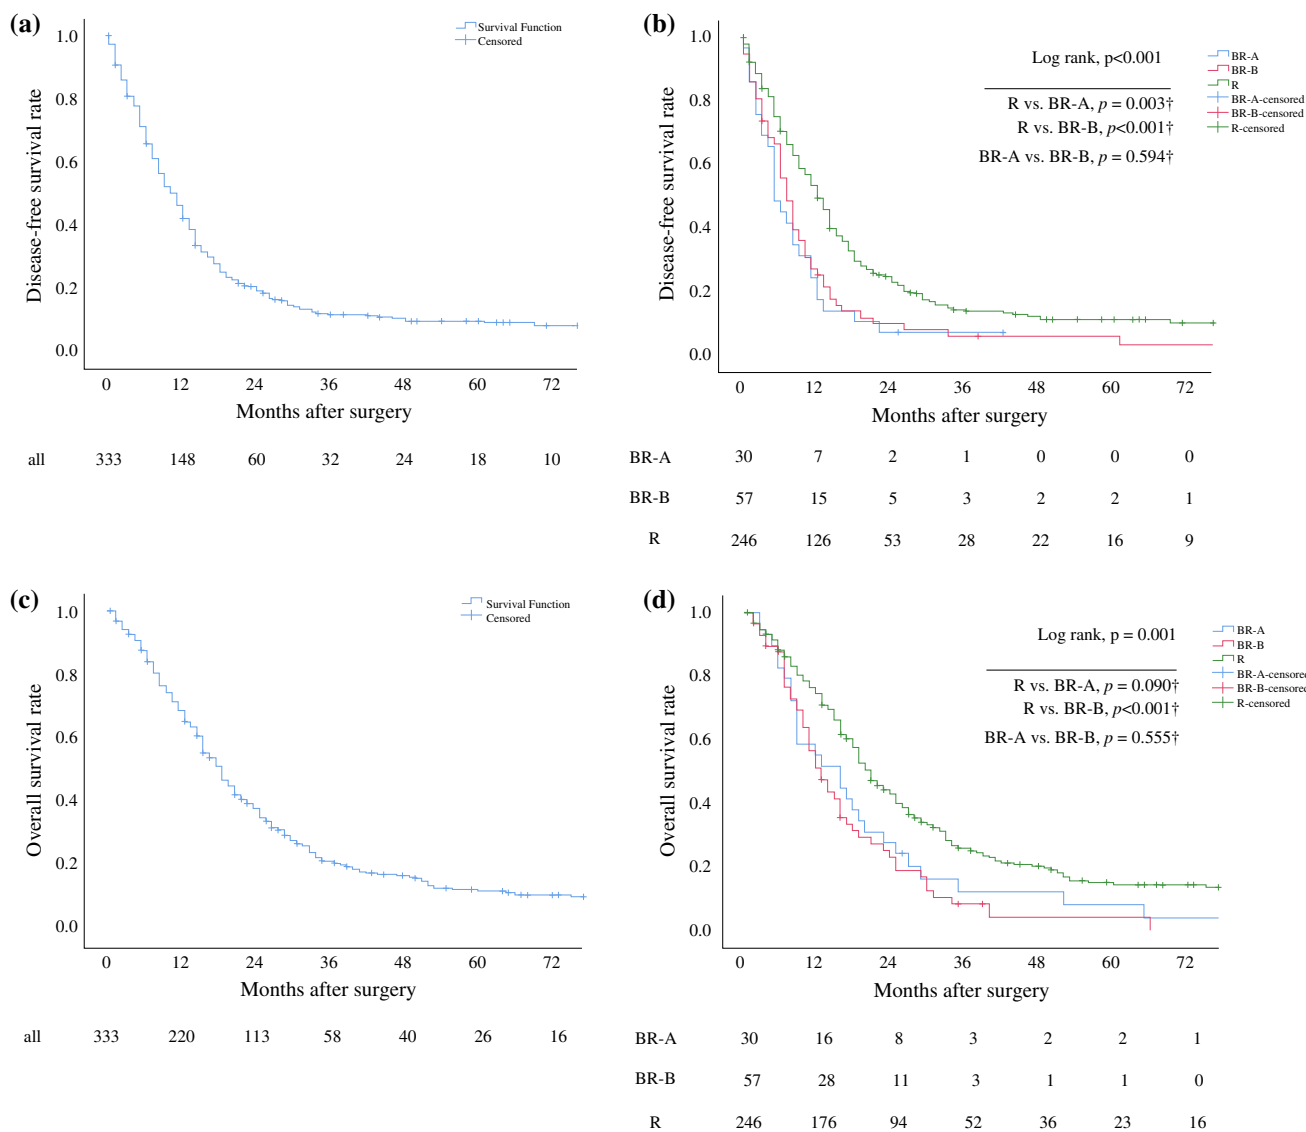 (a)
Survival Function
Censored
Disease-free survival rate
1.0
0.8
0.6
0.4
0.2
0.0
0 12 24 36 48 60 72
Months after surgery
all 333 148 60 32 24 18 10
(b)
Log rank, p<0.001
R vs. BR-A, p = 0.003†
R vs. BR-B, p<0.001†
BR-A vs. BR-B, p = 0.594†
BR-A
BR-B
R
BR-A-censored
BR-B-censored
R-censored
Disease-free survival rate
1.0
0.8
0.6
0.4
0.2
0.0
0 12 24 36 48 60 72
Months after surgery
BR-A 30 7 2 1 0 0 0
BR-B 57 15 5 3 2 2 1
R 246 126 53 28 22 16 9
(c)
Survival Function
Censored
Overall survival rate
1.0
0.8
0.6
0.4
0.2
0.0
0 12 24 36 48 60 72
Months after surgery
all 333 220 113 58 40 26 16
(d)
Log rank, p = 0.001
R vs. BR-A, p = 0.090†
R vs. BR-B, p<0.001†
BR-A vs. BR-B, p = 0.555†
BR-A
BR-B
R
BR-A-censored
BR-B-censored
R-censored
Overall survival rate
1.0
0.8
0.6
0.4
0.2
0.0
0 12 24 36 48 60 72
Months after surgery
BR-A 30 16 8 3 2 2 1
BR-B 57 28 11 3 1 1 0
R 246 176 94 52 36 23 16